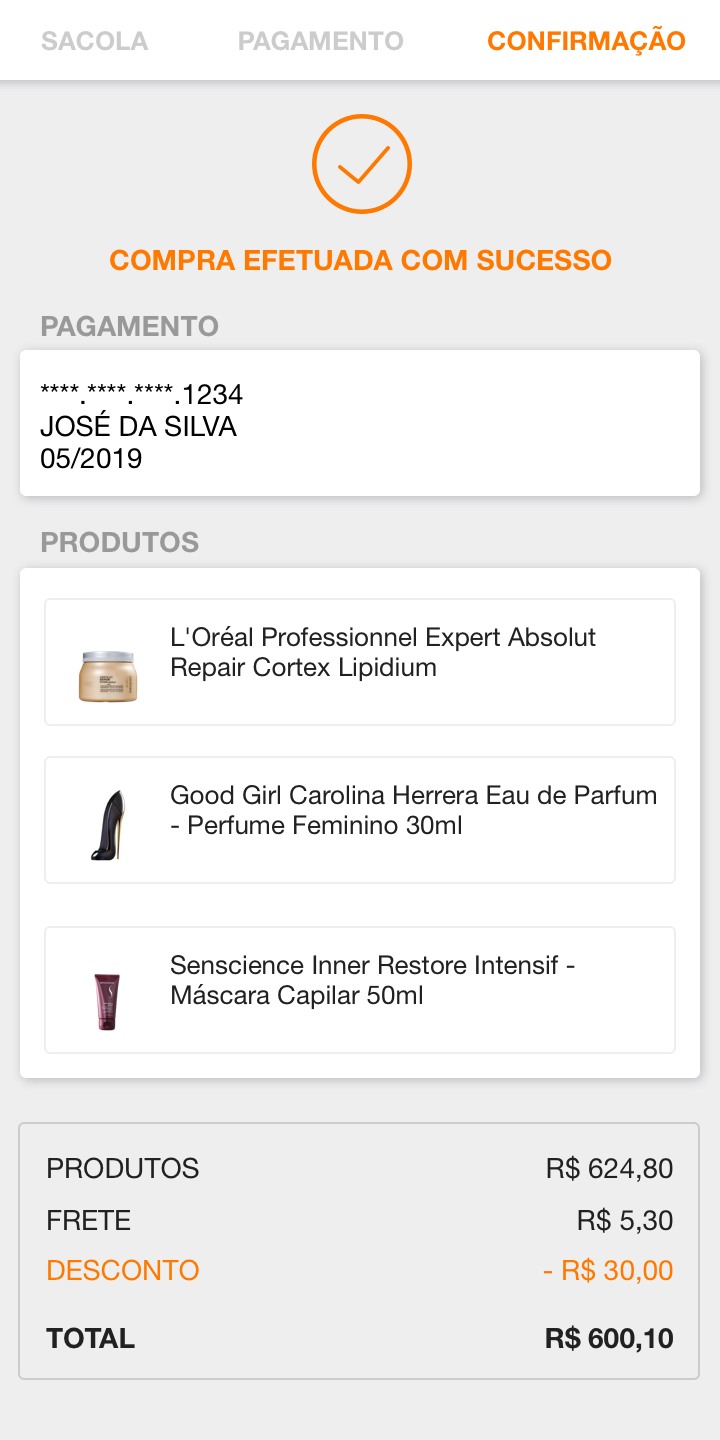 SACOLA PAGAMENTO CONFIRMAÇÃO
COMPRA EFETUADA COM SUCESSO
PAGAMENTO
****.****.****.1234
JOSÉ DA SILVA
05/2019
PRODUTOS
L'Oréal Professionnel Expert Absolut
Repair Cortex Lipidium
Good Girl Carolina Herrera Eau de Parfum
- Perfume Feminino 30ml
Senscience Inner Restore Intensif -
Máscara Capilar 50ml
PRODUTOS R$ 624,80
FRETE R$ 5,30
DESCONTO - R$ 30,00
TOTAL R$ 600,10